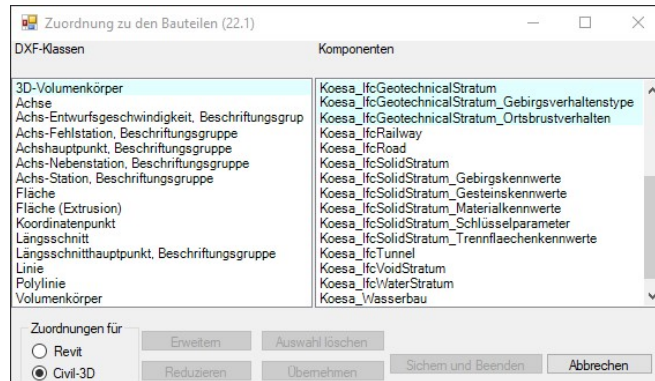 Zuordnung zu den Bauteilen (22.1)
DXF-Klassen
Komponenten
3D-Volumenkörper
Achse
Achs-Entwurfsgeschwindigkeit, Beschriftungsgrup
Achs-Fehlstation, Beschriftungsgruppe
Achshauptpunkt, Beschriftungsgruppe
Achs-Nebenstation, Beschriftungsgruppe
Achs-Station, Beschriftungsgruppe
Fläche
Fläche (Extrusion)
Koordinatenpunkt
Längsschnitt
Längsschnitthauptpunkt, Beschriftungsgruppe
Linie
Polylinie
Volumenkörper
Koesa_IfcGeotechnicalStratum
Koesa_IfcGeotechnicalStratum_Gebirgsverhaltenstype
Koesa_IfcGeotechnicalStratum_Ortsbrustverhalten
Koesa_IfcRailway
Koesa_IfcRoad
Koesa_IfcSolidStratum
Koesa_IfcSolidStratum_Gebirgskennwerte
Koesa_IfcSolidStratum_Gesteinskennwerte
Koesa_IfcSolidStratum_Materialkennwerte
Koesa_IfcSolidStratum_Schlüsselparameter
Koesa_IfcSolidStratum_Trennflaechenkennwerte
Koesa_IfcTunnel
Koesa_IfcVoidStratum
Koesa_IfcWaterStratum
Koesa_Wasserbau
Zuordnungen für
Revit
Civil-3D
Erweitern
Auswahl löschen
Reduzieren
Übernehmen
Sichern und Beenden
Abbrechen